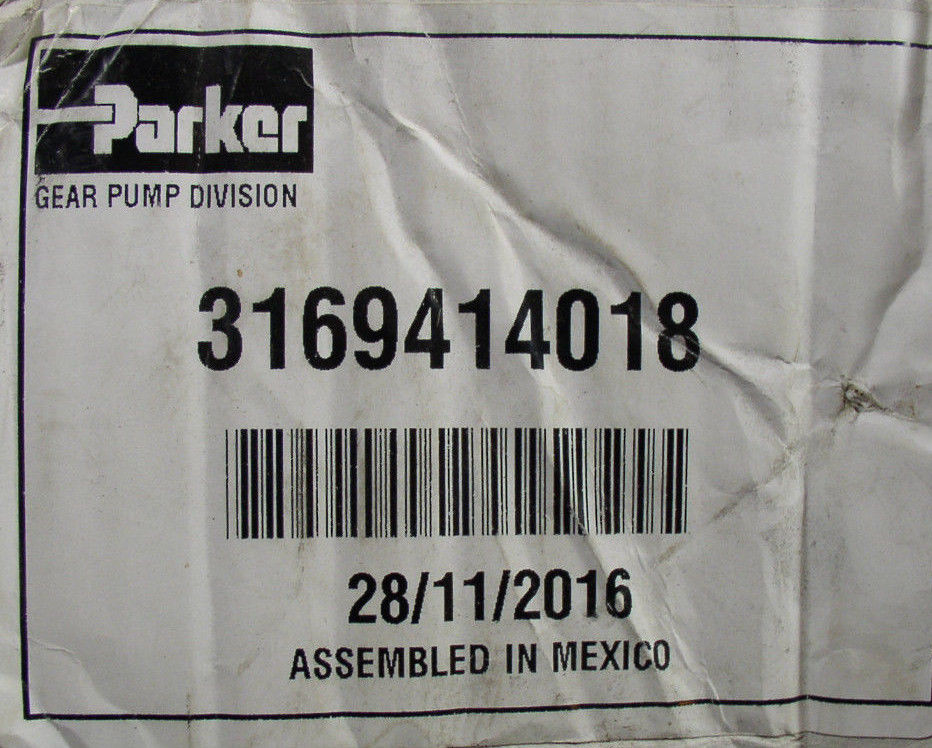 Parker
GEAR PUMP DIVISION
3169414018
28/11/2016
ASSEMBLED IN MEXICO